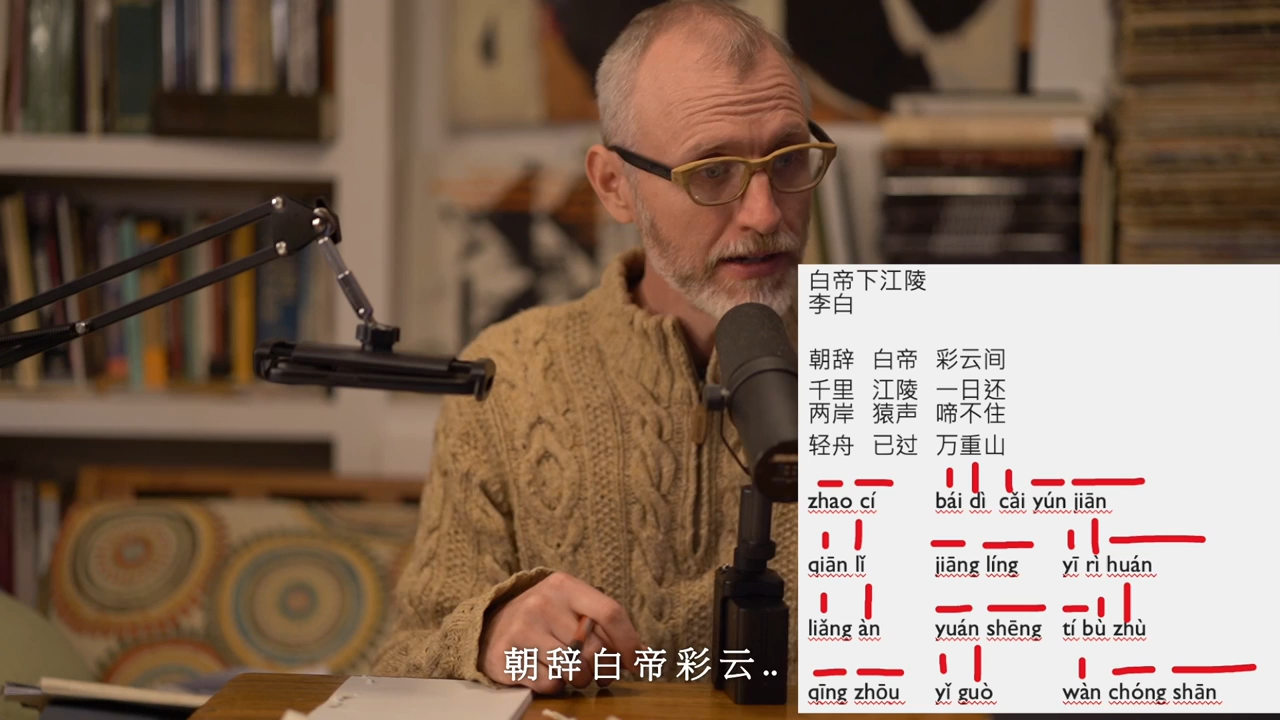 白帝下江陵
李白
朝辞 白帝 彩云间
千里 江陵 一日还
两岸 猿声 啼不住
轻舟 已过 万重山
zhao cí bái dì cǎi yún jiān
qiān lǐ jiāng líng yī rì huán
liǎng àn yuán shēng tí bù zhù
qīng zhōu yǐ guò wàn chóng shān
朝辞白帝彩云..